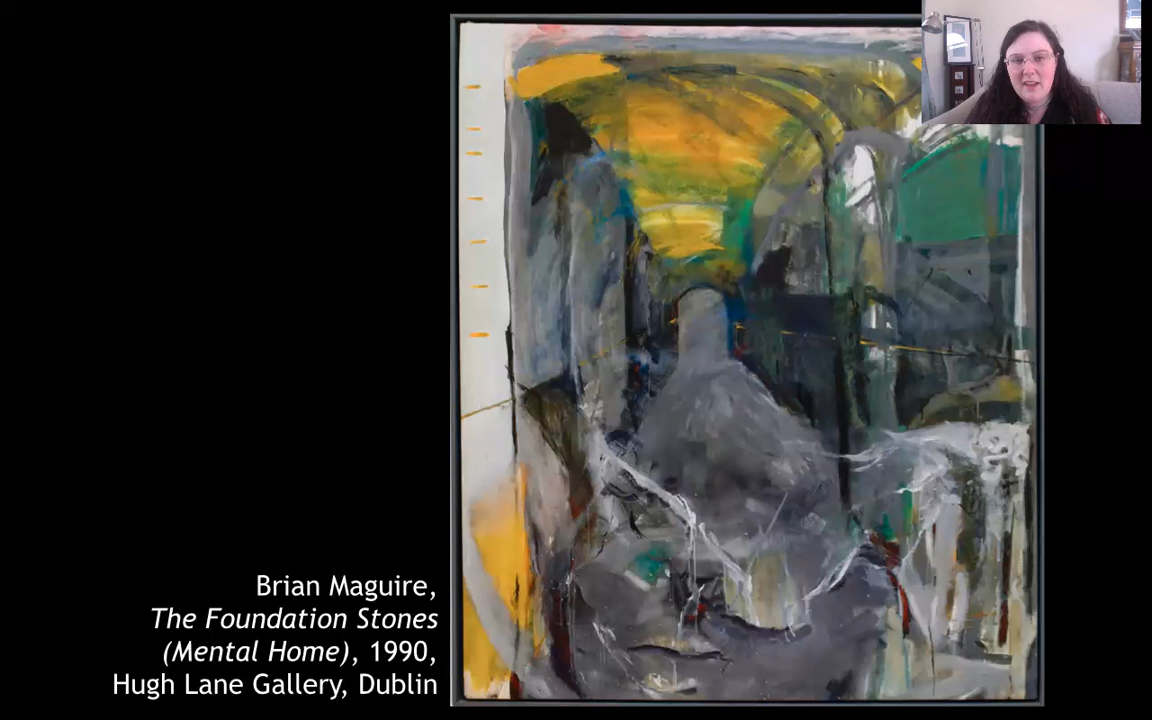 Brian Maguire,
The Foundation Stones
(Mental Home), 1990,
Hugh Lane Gallery, Dublin